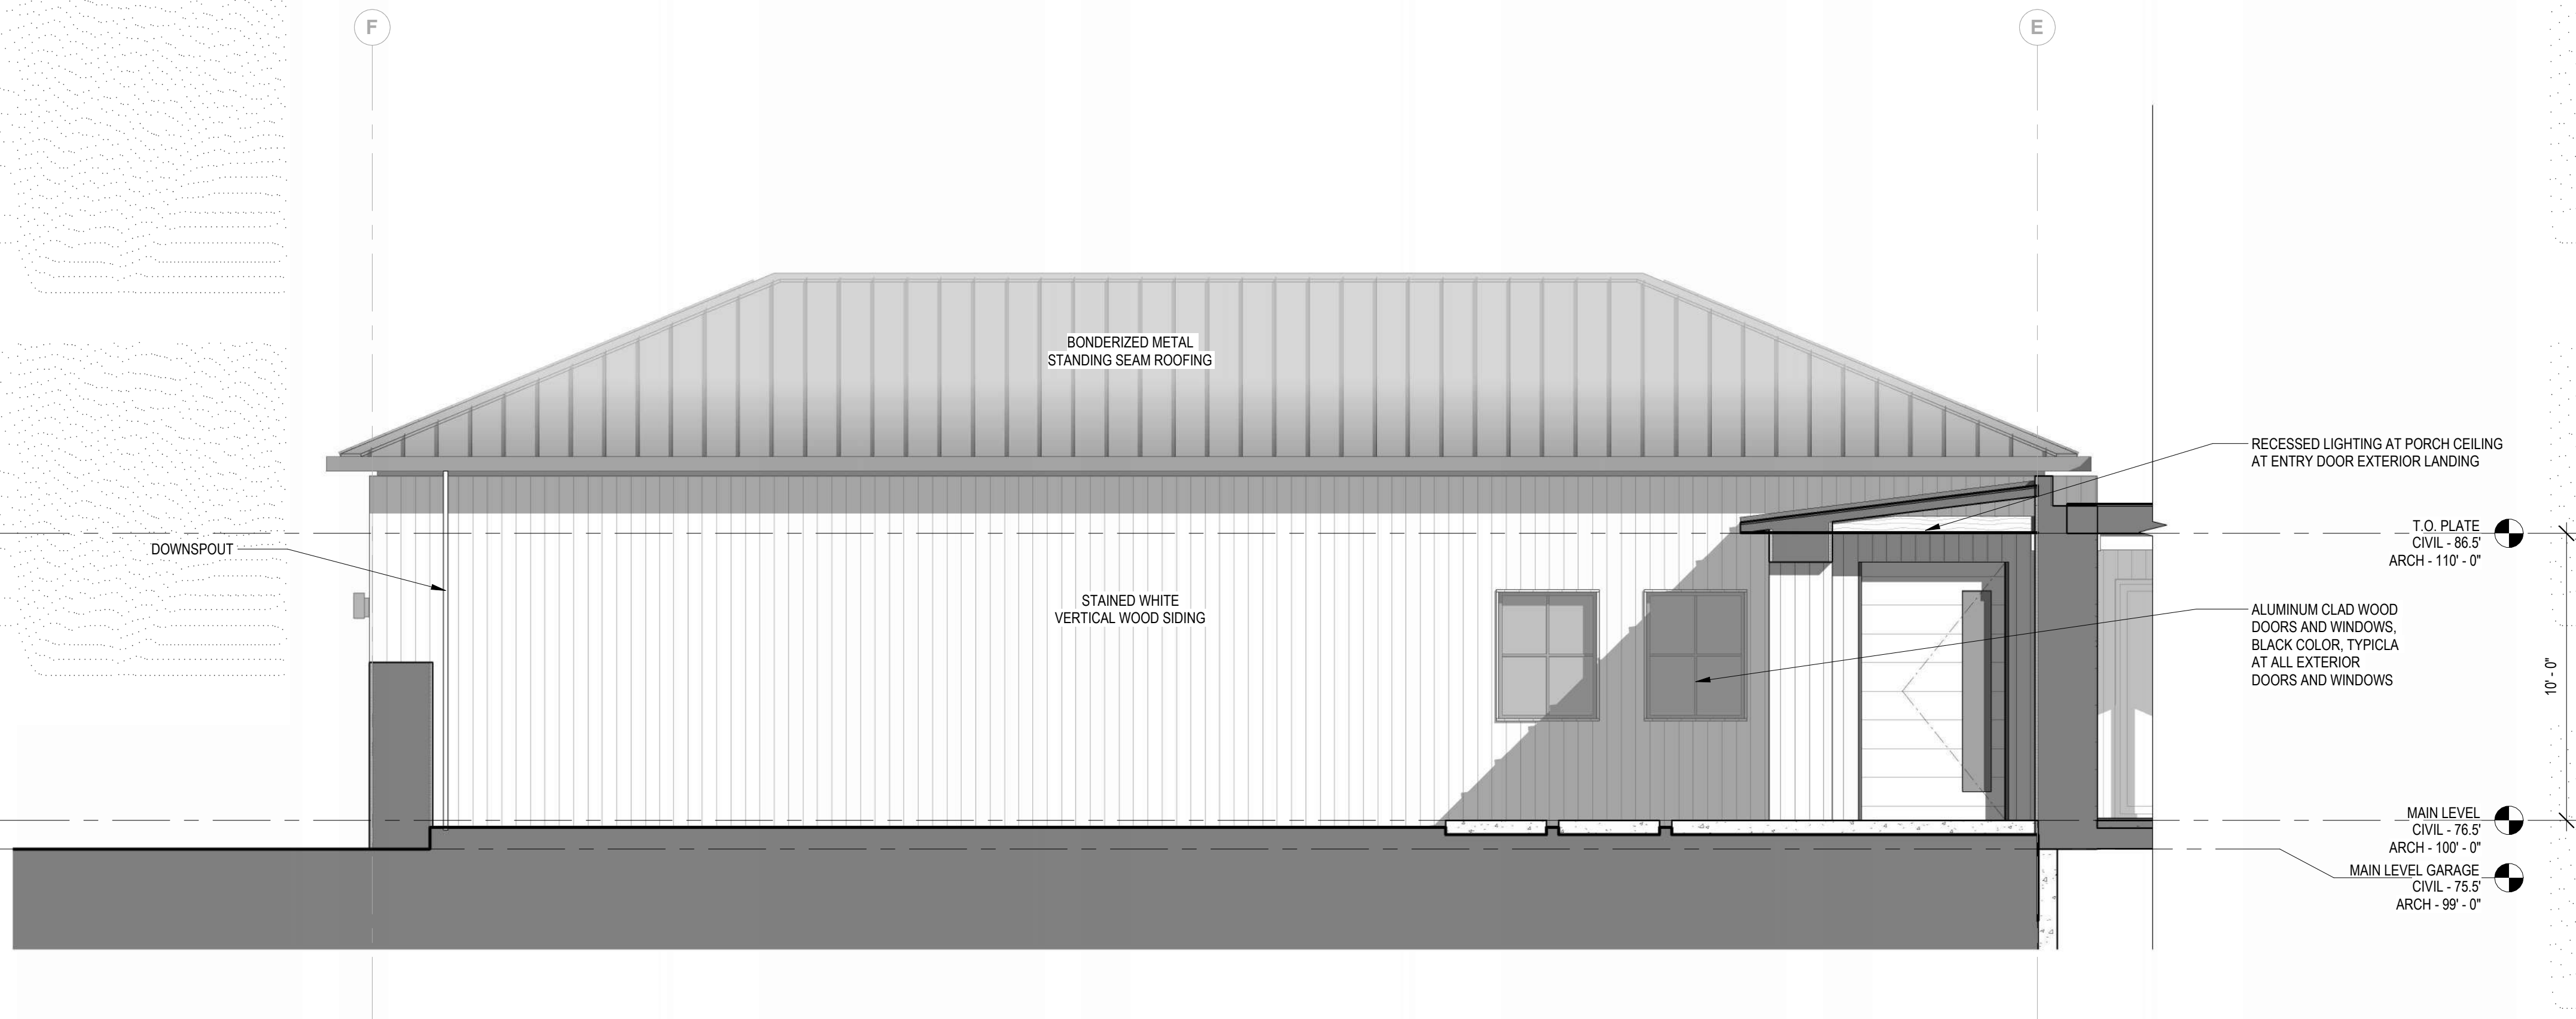 F
E
BONDERIZED METAL
STANDING SEAM ROOFING
RECESSED LIGHTING AT PORCH CEILING
AT ENTRY DOOR EXTERIOR LANDING
T.O. PLATE
CIVIL - 86.5'
ARCH - 110' - 0"
DOWNSPOUT
STAINED WHITE
VERTICAL WOOD SIDING
ALUMINUM CLAD WOOD
DOORS AND WINDOWS,
BLACK COLOR, TYPICLA
AT ALL EXTERIOR
DOORS AND WINDOWS
10' - 0"
MAIN LEVEL
CIVIL - 76.5'
ARCH - 100' - 0"
MAIN LEVEL GARAGE
CIVIL - 75.5'
ARCH - 99' - 0"